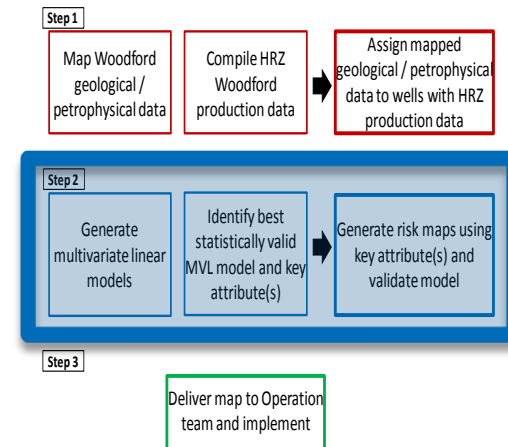 Step 1
Map Woodford
geological /
petrophysical data
Compile HRZ
Woodford
production data
Assign mapped
geological / petrophysical
data to wells with HRZ
production data
Step 2
Generate
multivariate linear
models
Identify best
statistically valid
MVL model and key
attribute(s)
Generate risk maps using
key attribute(s) and
validate model
Step 3
Deliver map to Operation
team and implement